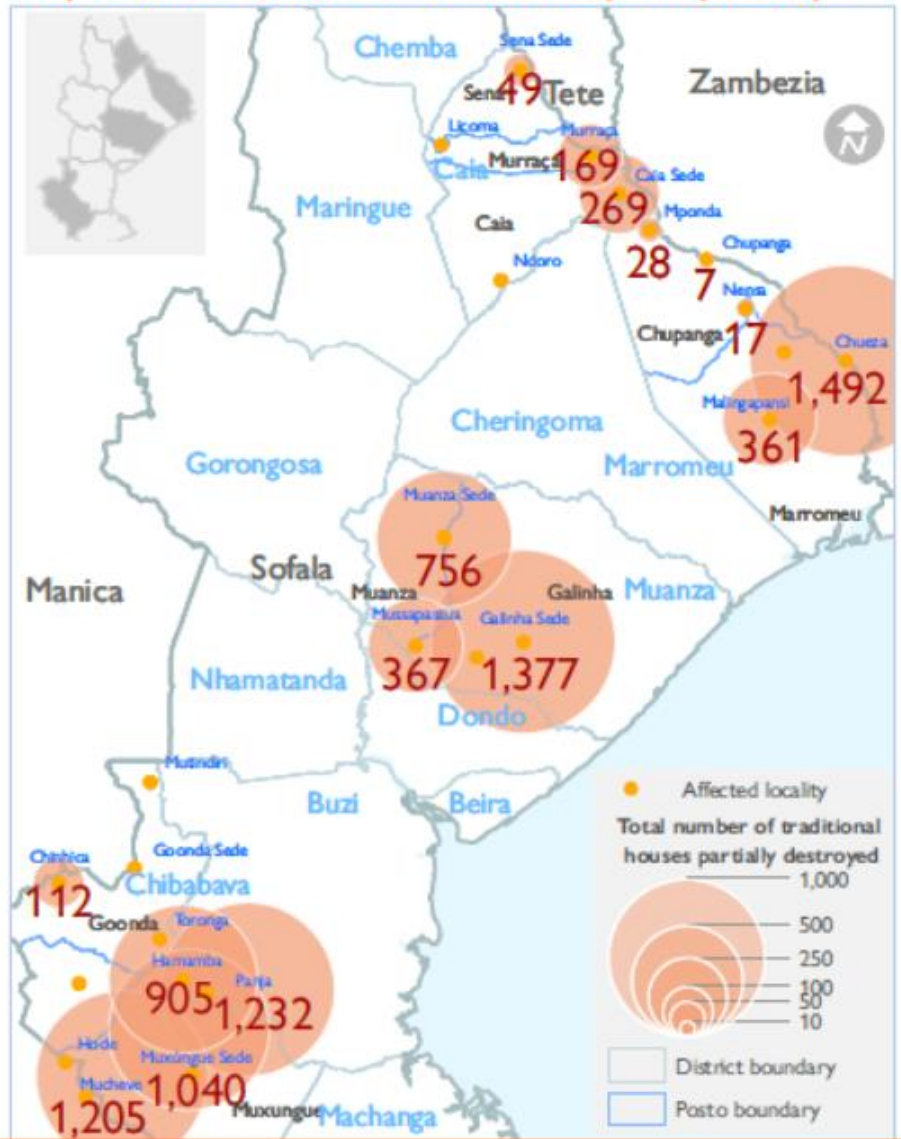 Chemba
Sena Sede
Zambezia
Sena
49
Tete
N
Licoma
Murraça
Caia
Murraça
169
Caia Sede
Maringue
269
Mponda
Caia
Chupanga
Ndoro
28
7
Nensa
Chupanga
17
Chueza
1,492
Malingapansi
Cheringoma
361
Gorongosa
Marromeu
Muanza Sede
Marromeu
Sofala
756
Manica
Muanza
Galinha
Muanza
Mussapassua
Galinha Sede
Nhamatanda
367
1,377
Dondo
Mutindiri
Buzi
Beira
Affected locality
Total number of traditional
houses partially destroyed
1,000
500
250
100
50
10
District boundary
Posto boundary
Chinhica
Goonda Sede
112
Chibabava
Goonda
Toronga
Hamamba
Panja
905
1,232
Hode
Muxúngue Sede
Mucheve
1,040
1,205
Muxungue
Machanga